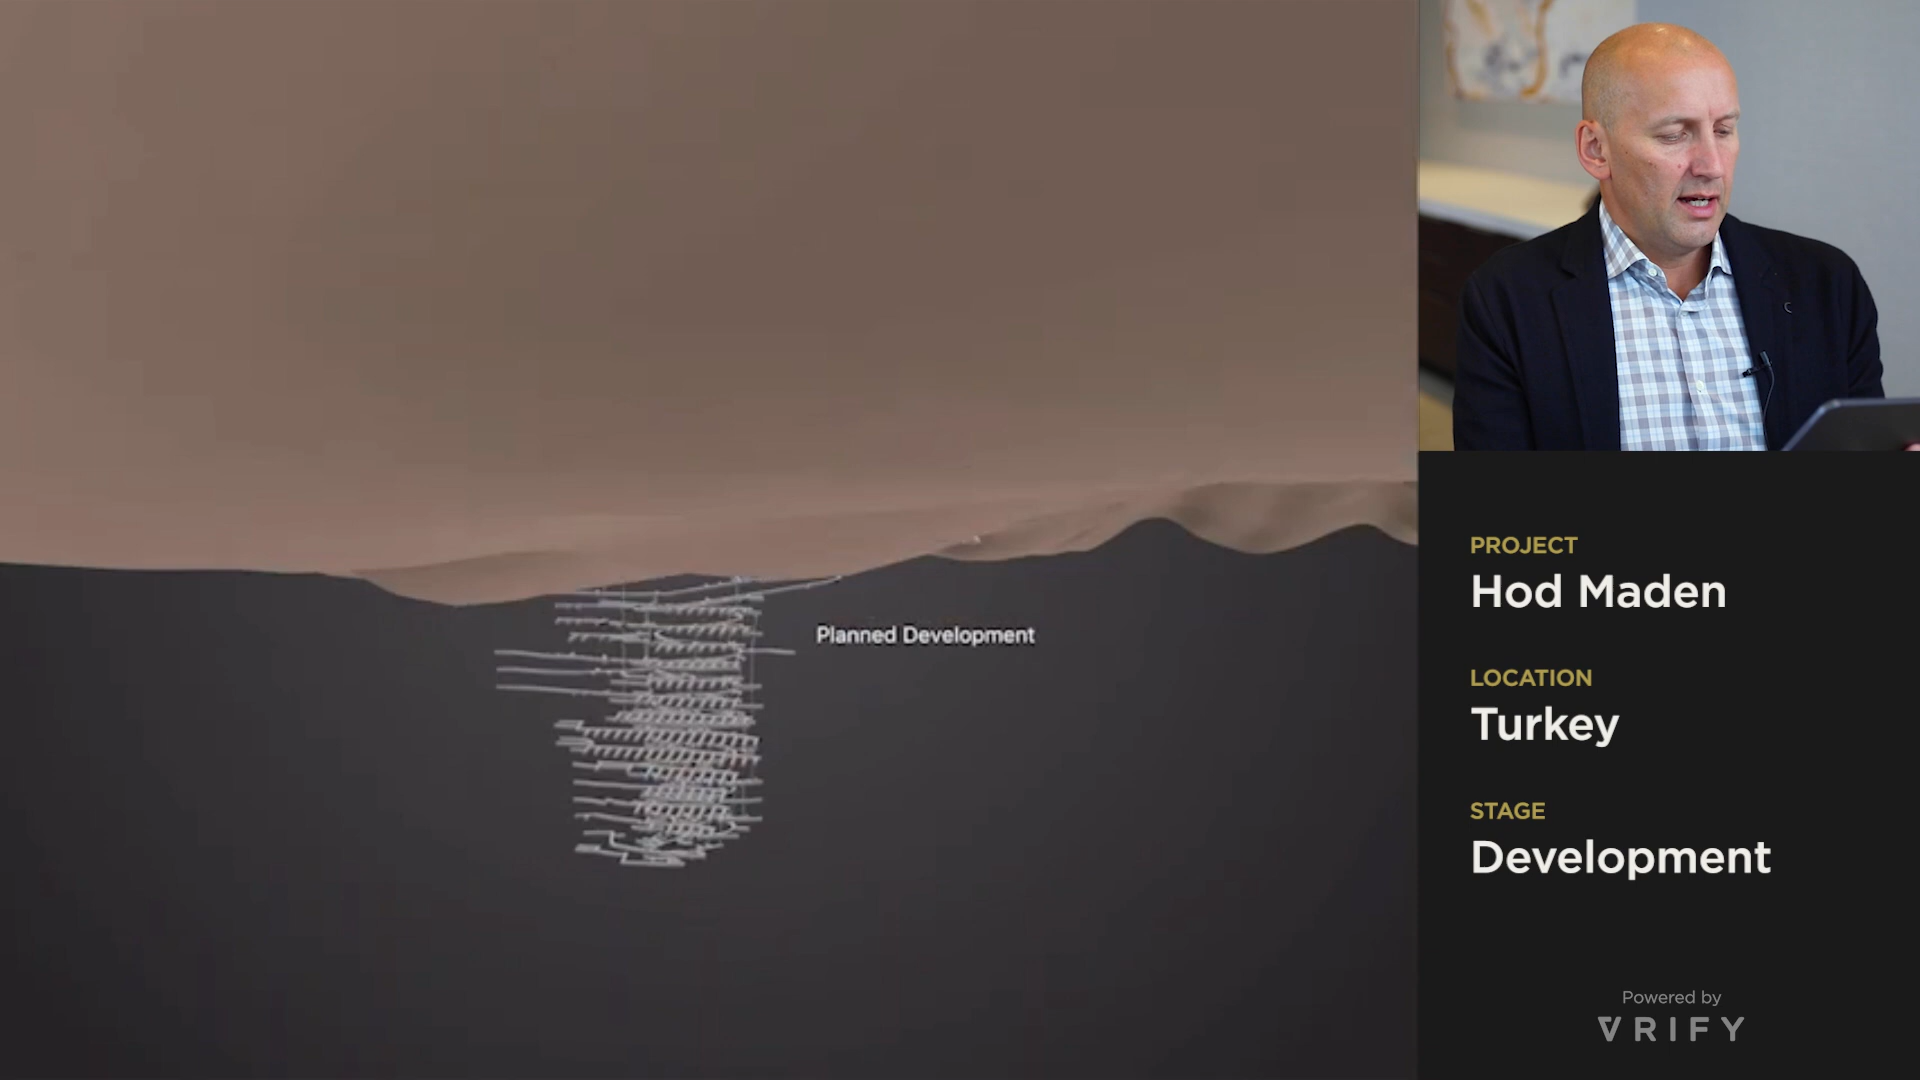 Planned Development
PROJECT
Hod Maden
LOCATION
Turkey
STAGE
Development
Powered by
VRIFY